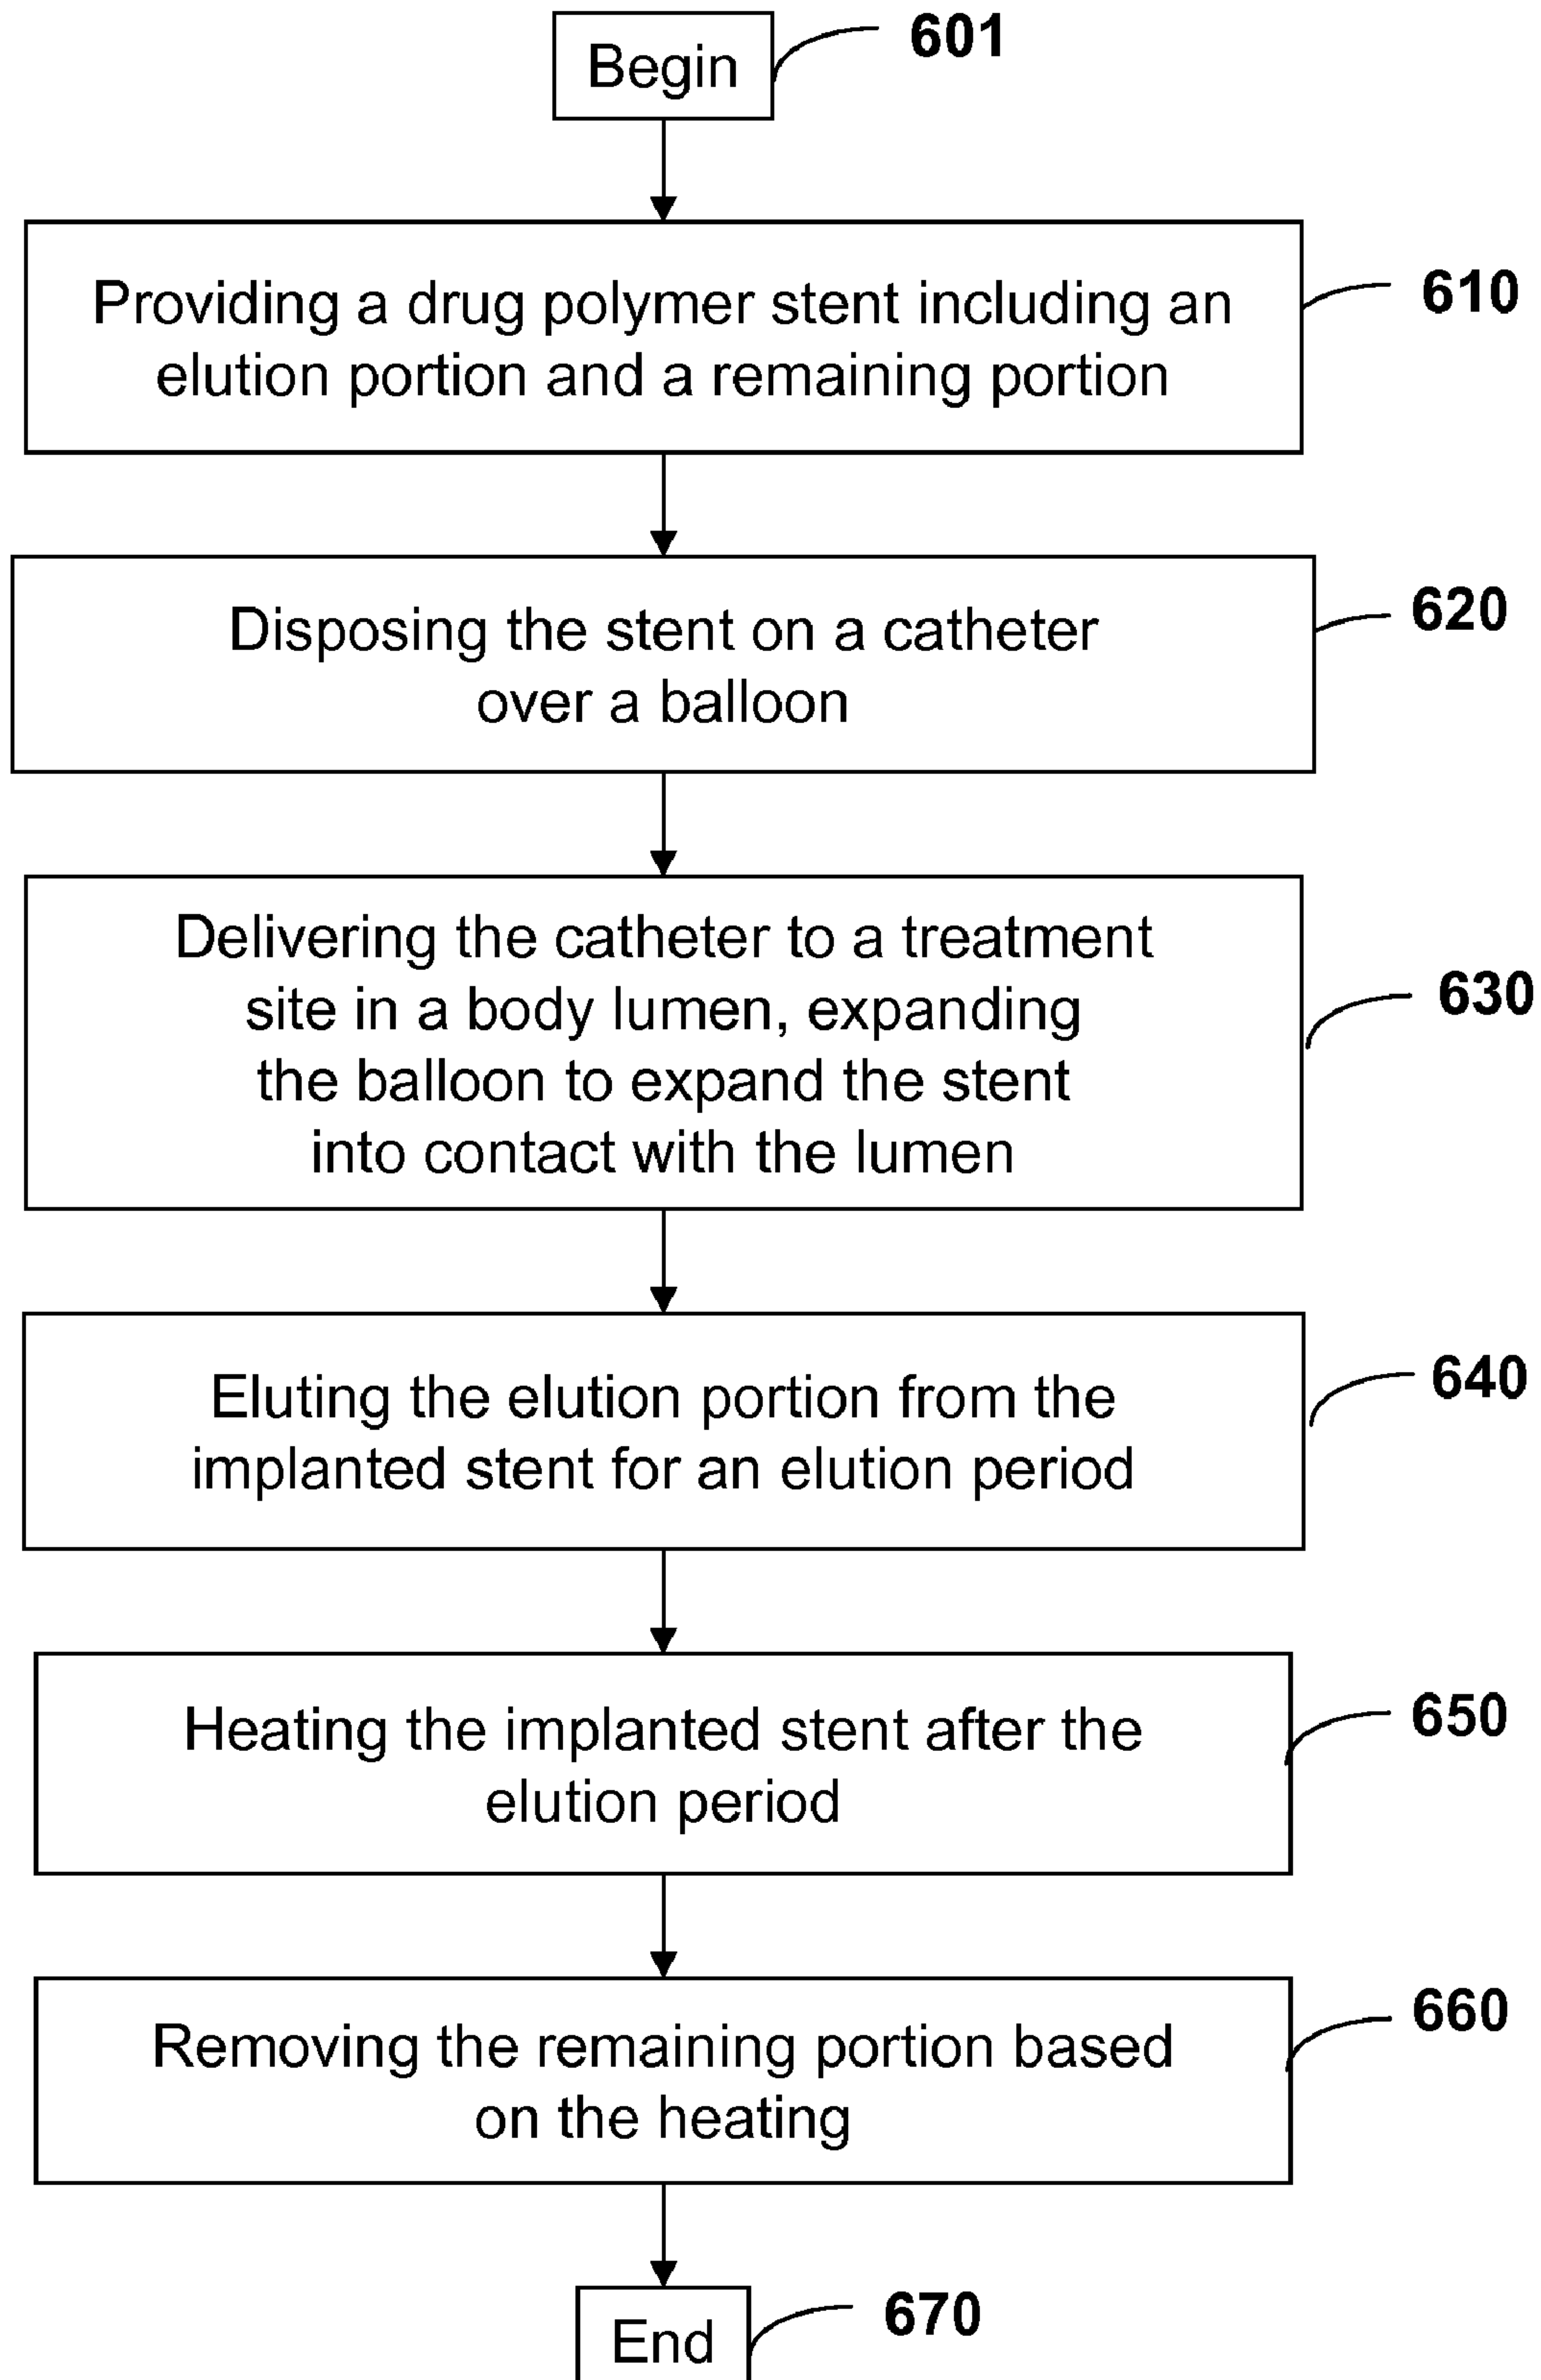 Begin
601
Providing a drug polymer stent including an
elution portion and a remaining portion
610
Disposing the stent on a catheter
over a balloon
620
Delivering the catheter to a treatment
site in a body lumen, expanding
the balloon to expand the stent
into contact with the lumen
630
Eluting the elution portion from the
implanted stent for an elution period
640
Heating the implanted stent after the
elution period
650
Removing the remaining portion based
on the heating
660
End
670